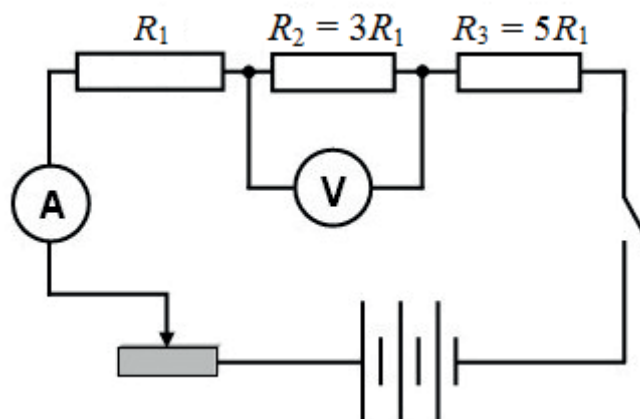 R₁ R₂ = 3R₁ R₃ = 5R₁
V
A